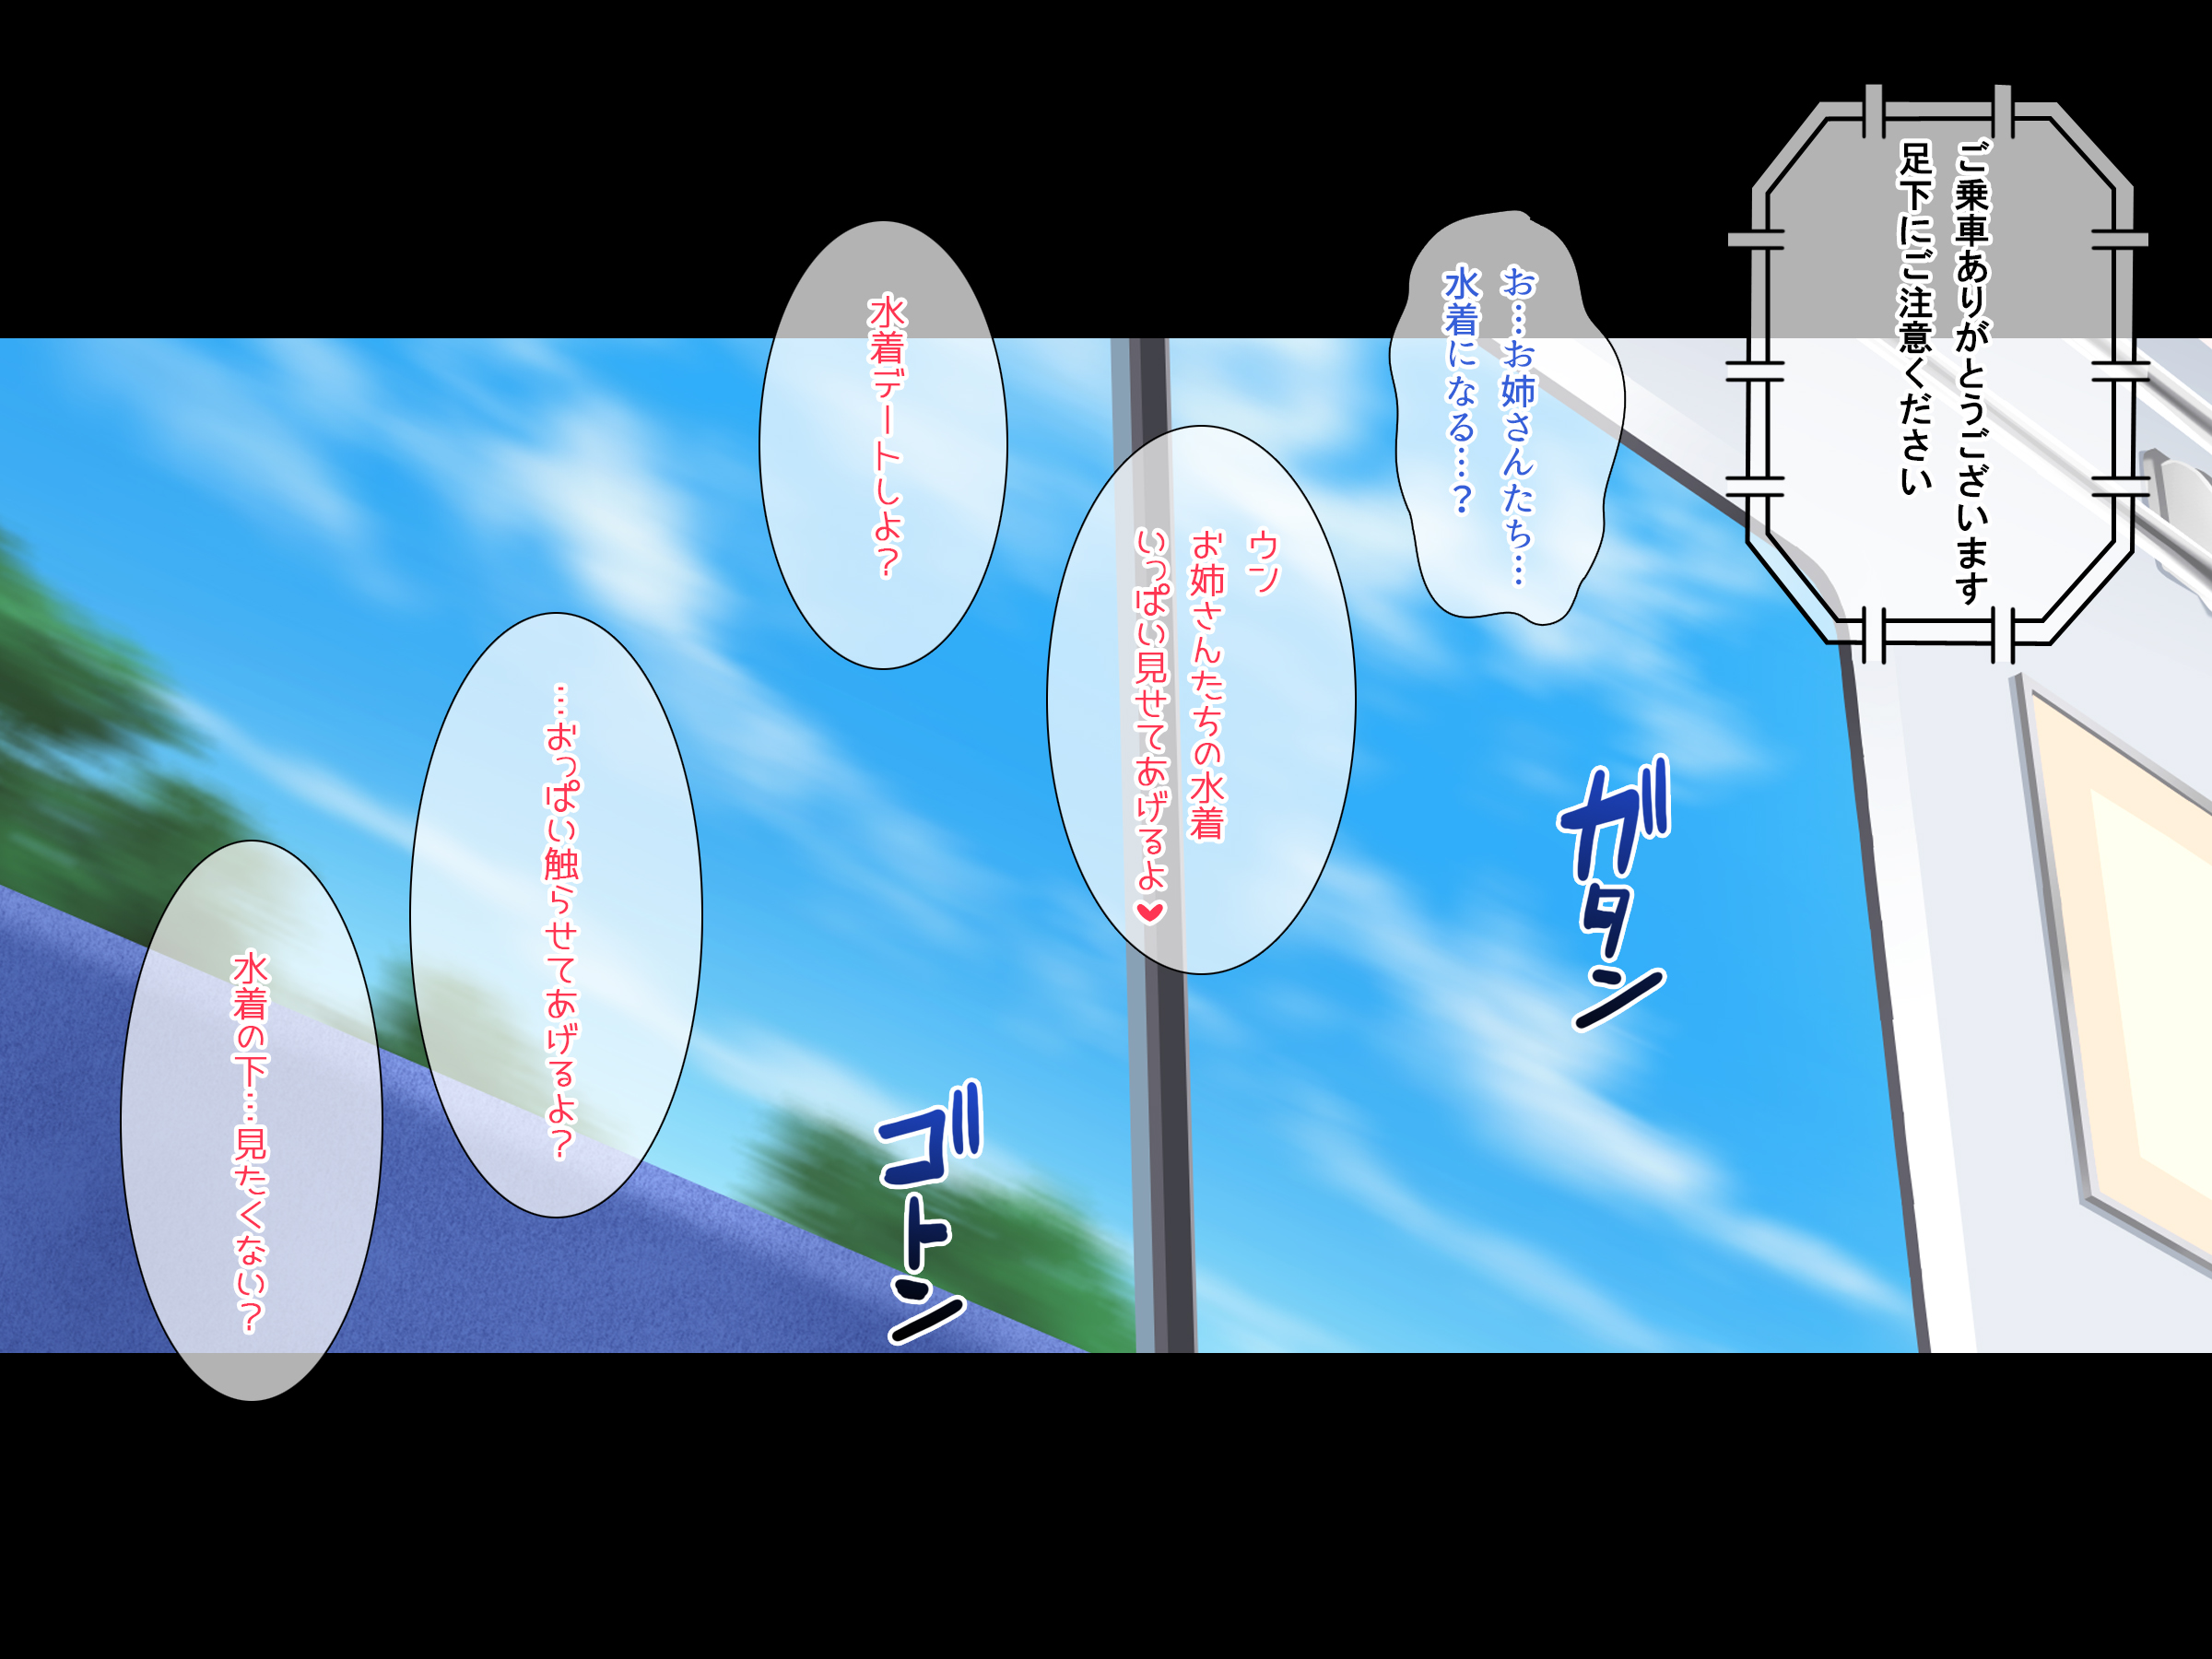 ご乗車ありがとうございます
足下にご注意ください
お…お姉さんたち…
水着になる…？
ウン
お姉さんたちの水着
いっぱい見せてあげるよ♥
水着デートしよ？
…おっぱい触らせてあげるよ？
水着の下…見たくない？
ガタン
ゴトン